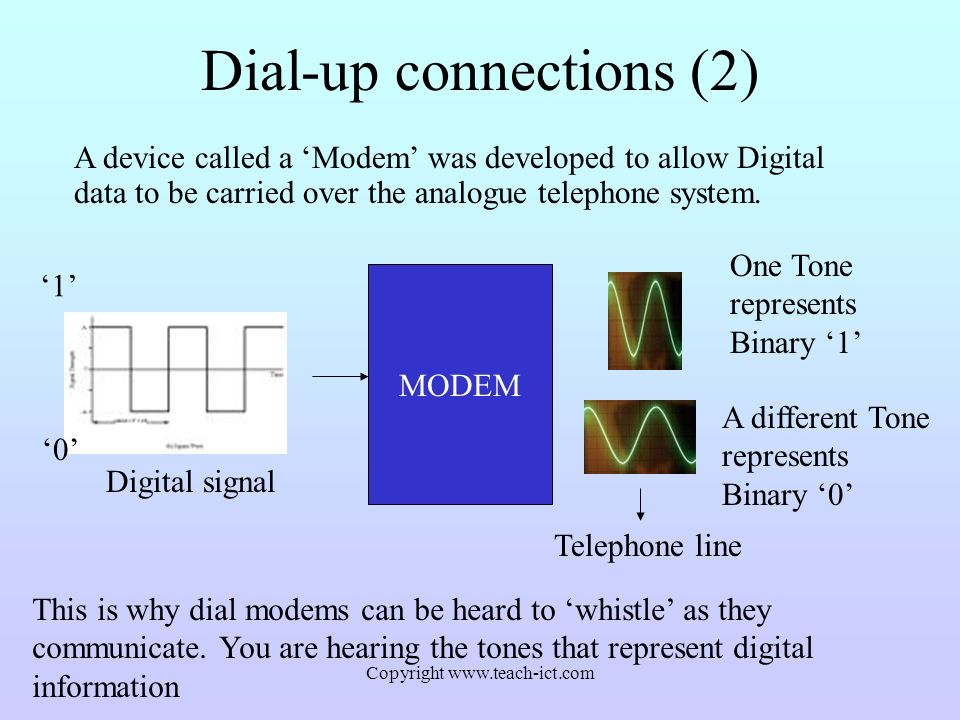 Dial-up connections (2)
A device called a ‘Modem’ was developed to allow Digital
data to be carried over the analogue telephone system.
‘1’
‘0’
Digital signal
MODEM
One Tone
represents
Binary ‘1’
A different Tone
represents
Binary ‘0’
Telephone line
This is why dial modems can be heard to ‘whistle’ as they
communicate. You are hearing the tones that represent digital
information
Copyright www.teach-ict.com